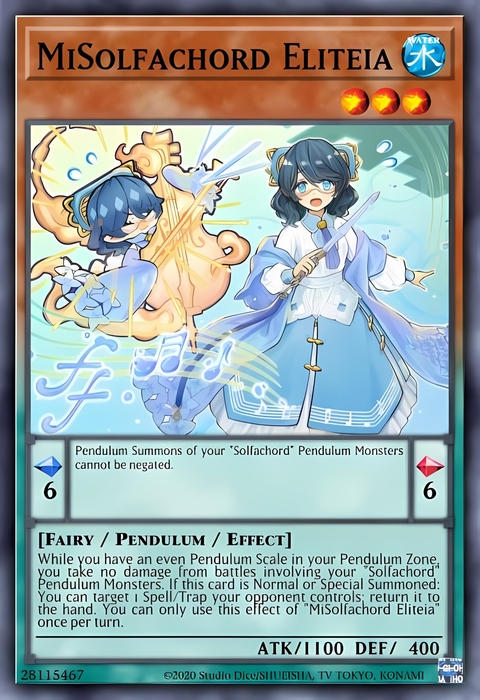 MiSolfachord Eliteia
WATER
水
Pendulum Summons of your "Solfachord" Pendulum Monsters
cannot be negated.
6
6
[Fairy / Pendulum / Effect]
While you have an even Pendulum Scale in your Pendulum Zone,
you take no damage from battles involving your "Solfachord"
Pendulum Monsters. If this card is Normal or Special Summoned:
You can target 1 Spell/Trap your opponent controls; return it to
the hand. You can only use this effect of "MiSolfachord Eliteia"
once per turn.
ATK/1100 DEF/ 400
28115467
©2020 Studio Dice/SHUEISHA, TV TOKYO, KONAMI